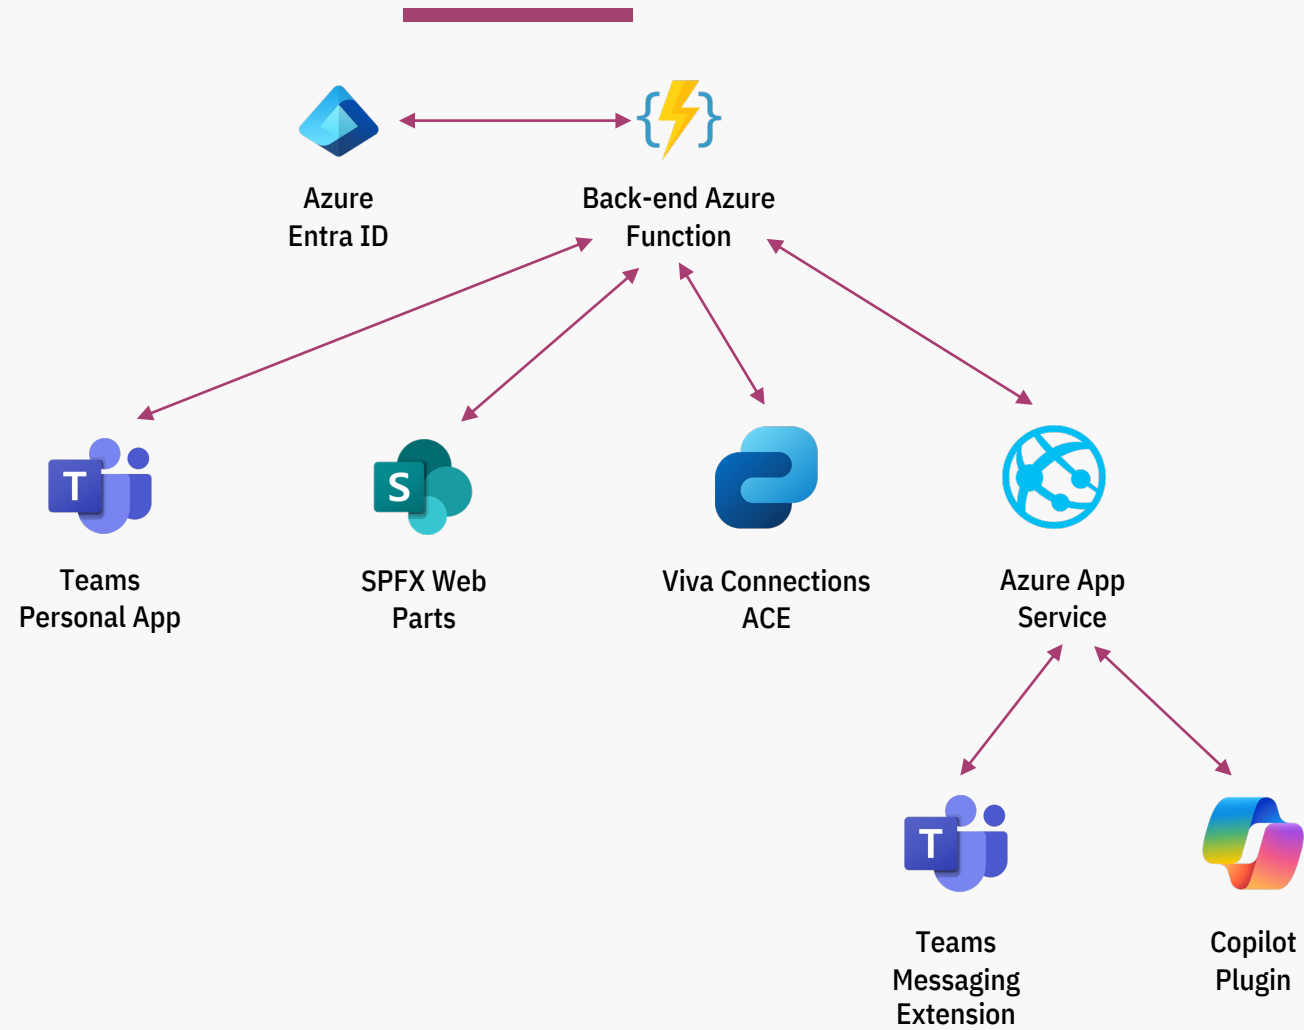 Azure
Entra ID
Back-end Azure
Function
T
Teams
Personal App
S
SPFX Web
Parts
Viva Connections
ACE
Azure App
Service
T
Teams
Messaging
Extension
Copilot
Plugin